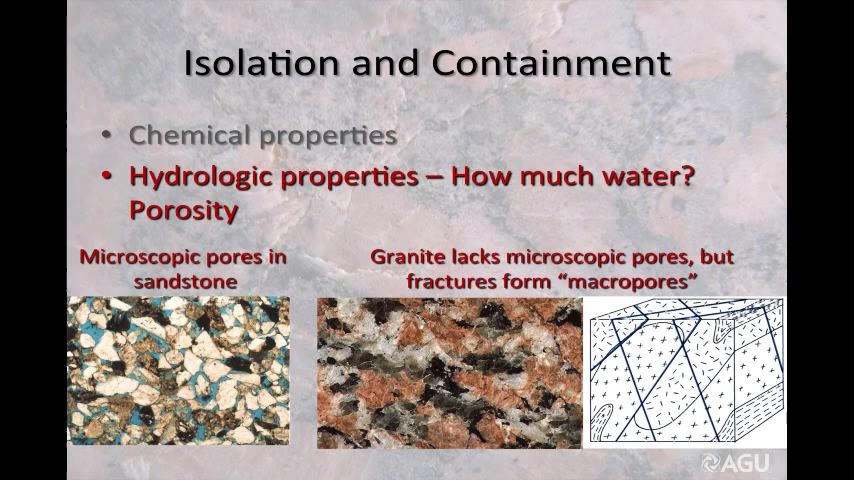 Isolation and Containment
• Chemical properties
• Hydrologic properties – How much water?
Porosity
Microscopic pores in
sandstone
Granite lacks microscopic pores, but
fractures form “macropores”
AGU